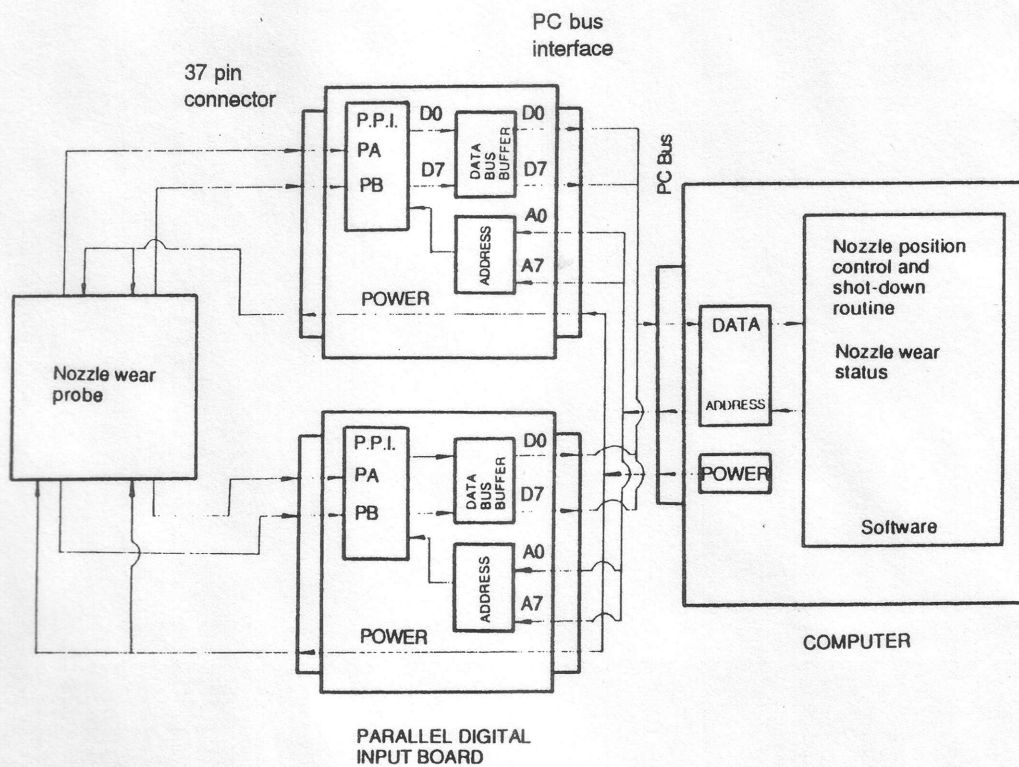 PC bus
interface
37 pin
connector
P.P.I.
PA
PB
D0
D7
DATA
BUS
BUFFER
D0
D7
ADDRESS
A0
A7
POWER
PC Bus
Nozzle wear
probe
DATA
ADDRESS
POWER
Nozzle position
control and
shot-down
routine
Nozzle wear
status
Software
COMPUTER
P.P.I.
PA
PB
DATA
BUS
BUFFER
D0
D7
ADDRESS
A0
A7
POWER
PARALLEL DIGITAL
INPUT BOARD